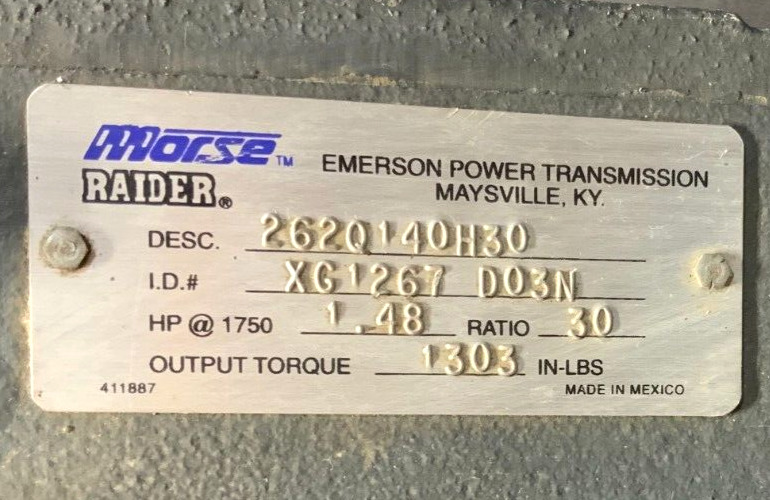 Morse™
RAIDER®
EMERSON POWER TRANSMISSION
MAYSVILLE, KY.
DESC. 262Q140H30
I.D.# XG1267 D03N
HP @ 1750 1.48 RATIO 30
OUTPUT TORQUE 1303 IN-LBS
411887 MADE IN MEXICO